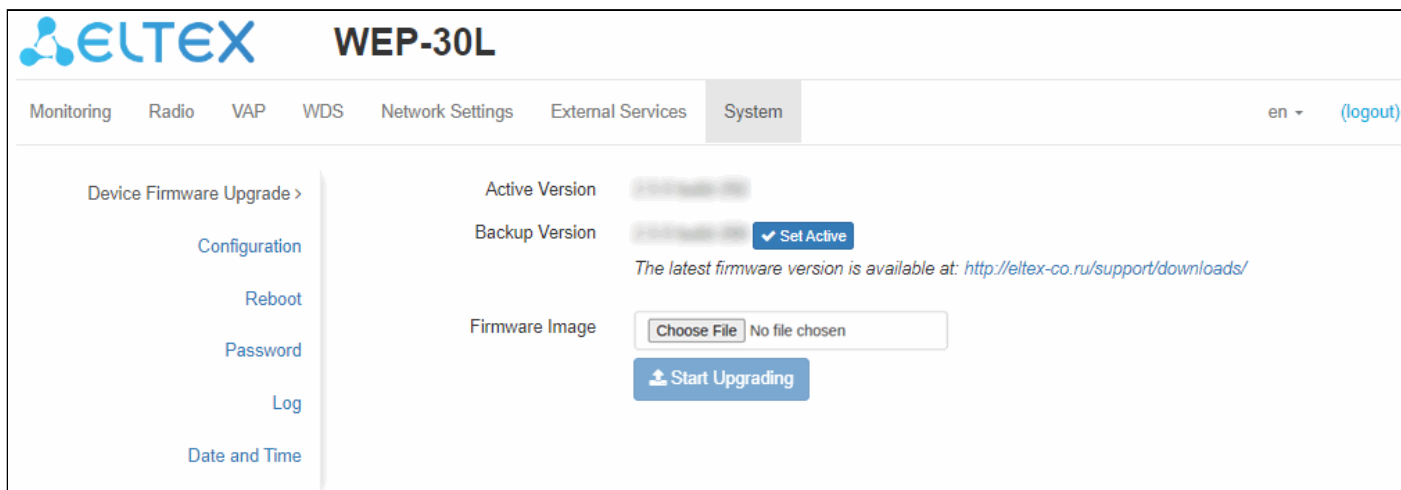 ELTEX WEP-30L
Monitoring Radio VAP WDS Network Settings External Services System en (logout)
Device Firmware Upgrade >
Configuration
Reboot
Password
Log
Date and Time
Active Version
Backup Version Set Active
The latest firmware version is available at: http://eltex-co.ru/support/downloads/
Firmware Image Choose File No file chosen
Start Upgrading